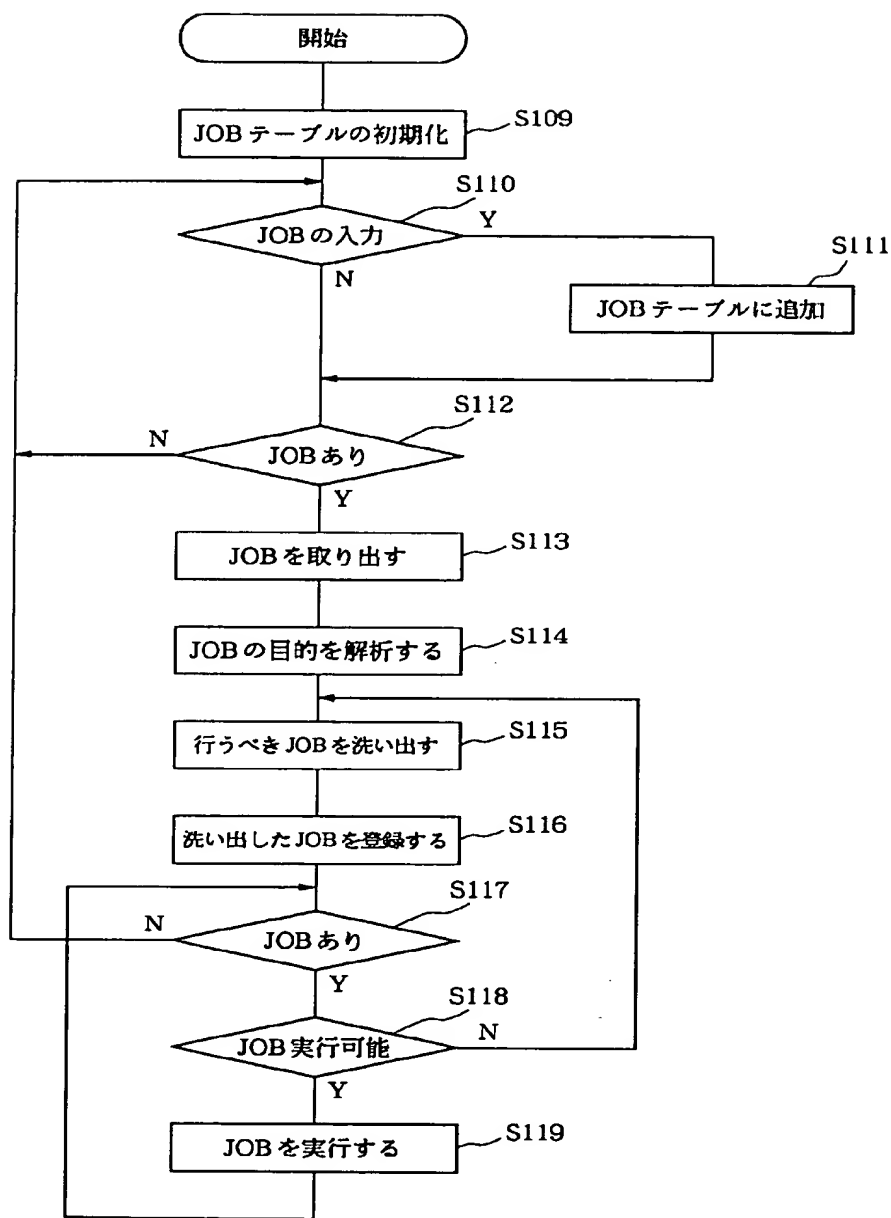 開始
JOBテーブルの初期化
S109
S110
JOBの入力
Y
N
S111
JOBテーブルに追加
S112
N
JOBあり
Y
JOBを取り出す
S113
JOBの目的を解析する
S114
行うべきJOBを洗い出す
S115
洗い出したJOBを登録する
S116
S117
N
JOBあり
Y
S118
JOB実行可能
N
Y
JOBを実行する
S119